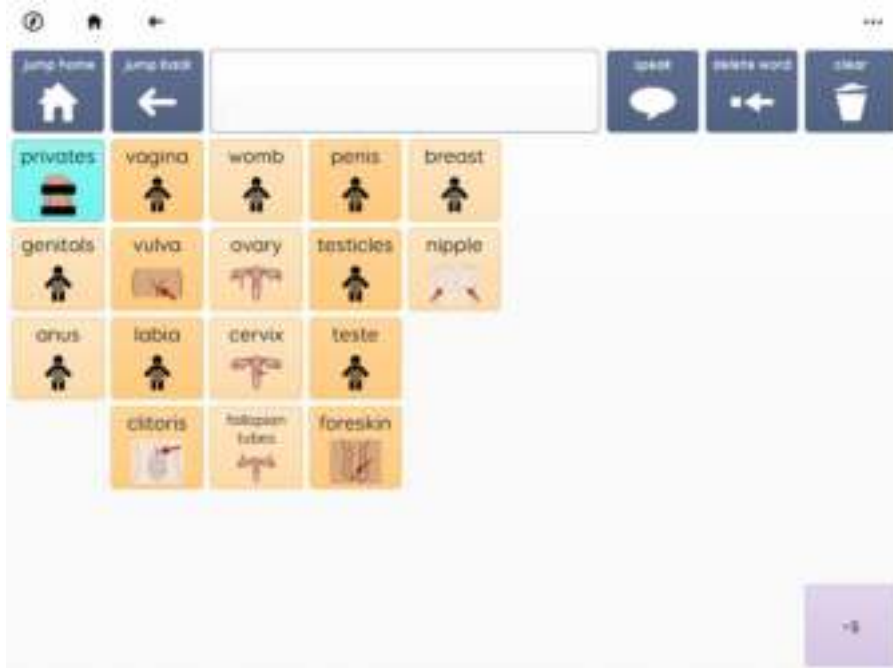 jump home jump back speak delete word clear
privates vagina womb penis breast
genitals vulva ovary testicles nipple
anus labia cervix teste
clitoris fallopian tubes foreskin